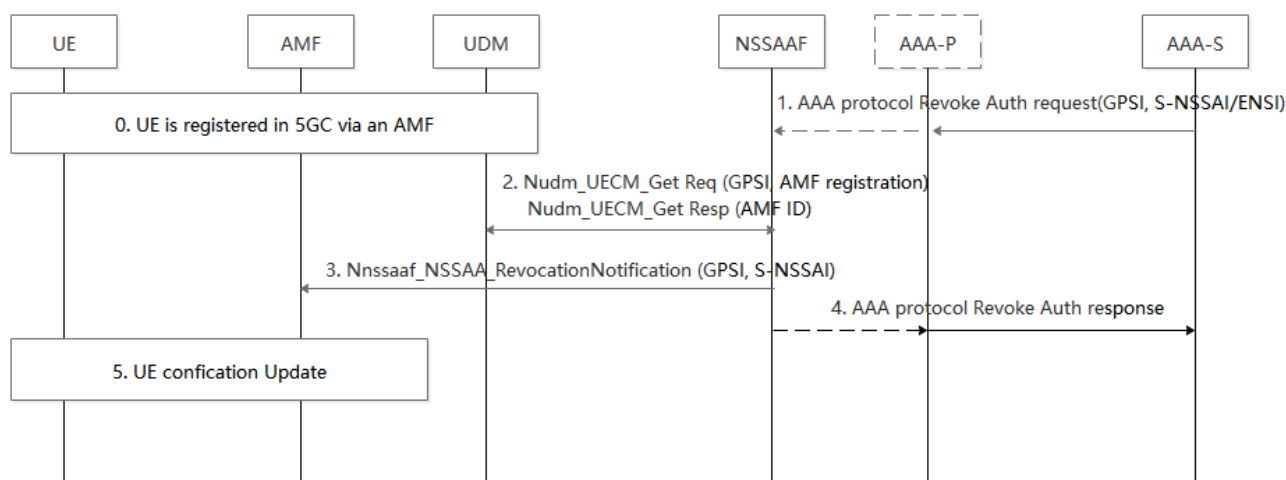 UE
AMF
UDM
NSSAAF
AAA-P
AAA-S
1. AAA protocol Revoke Auth request(GPSI, S-NSSAI/ENSI)
0. UE is registered in 5GC via an AMF
2. Nudm_UECM_Get Req (GPSI, AMF registration)
Nudm_UECM_Get Resp (AMF ID)
3. Nnssaaf_NSSAA_RevocationNotification (GPSI, S-NSSAI)
4. AAA protocol Revoke Auth response
5. UE confication Update